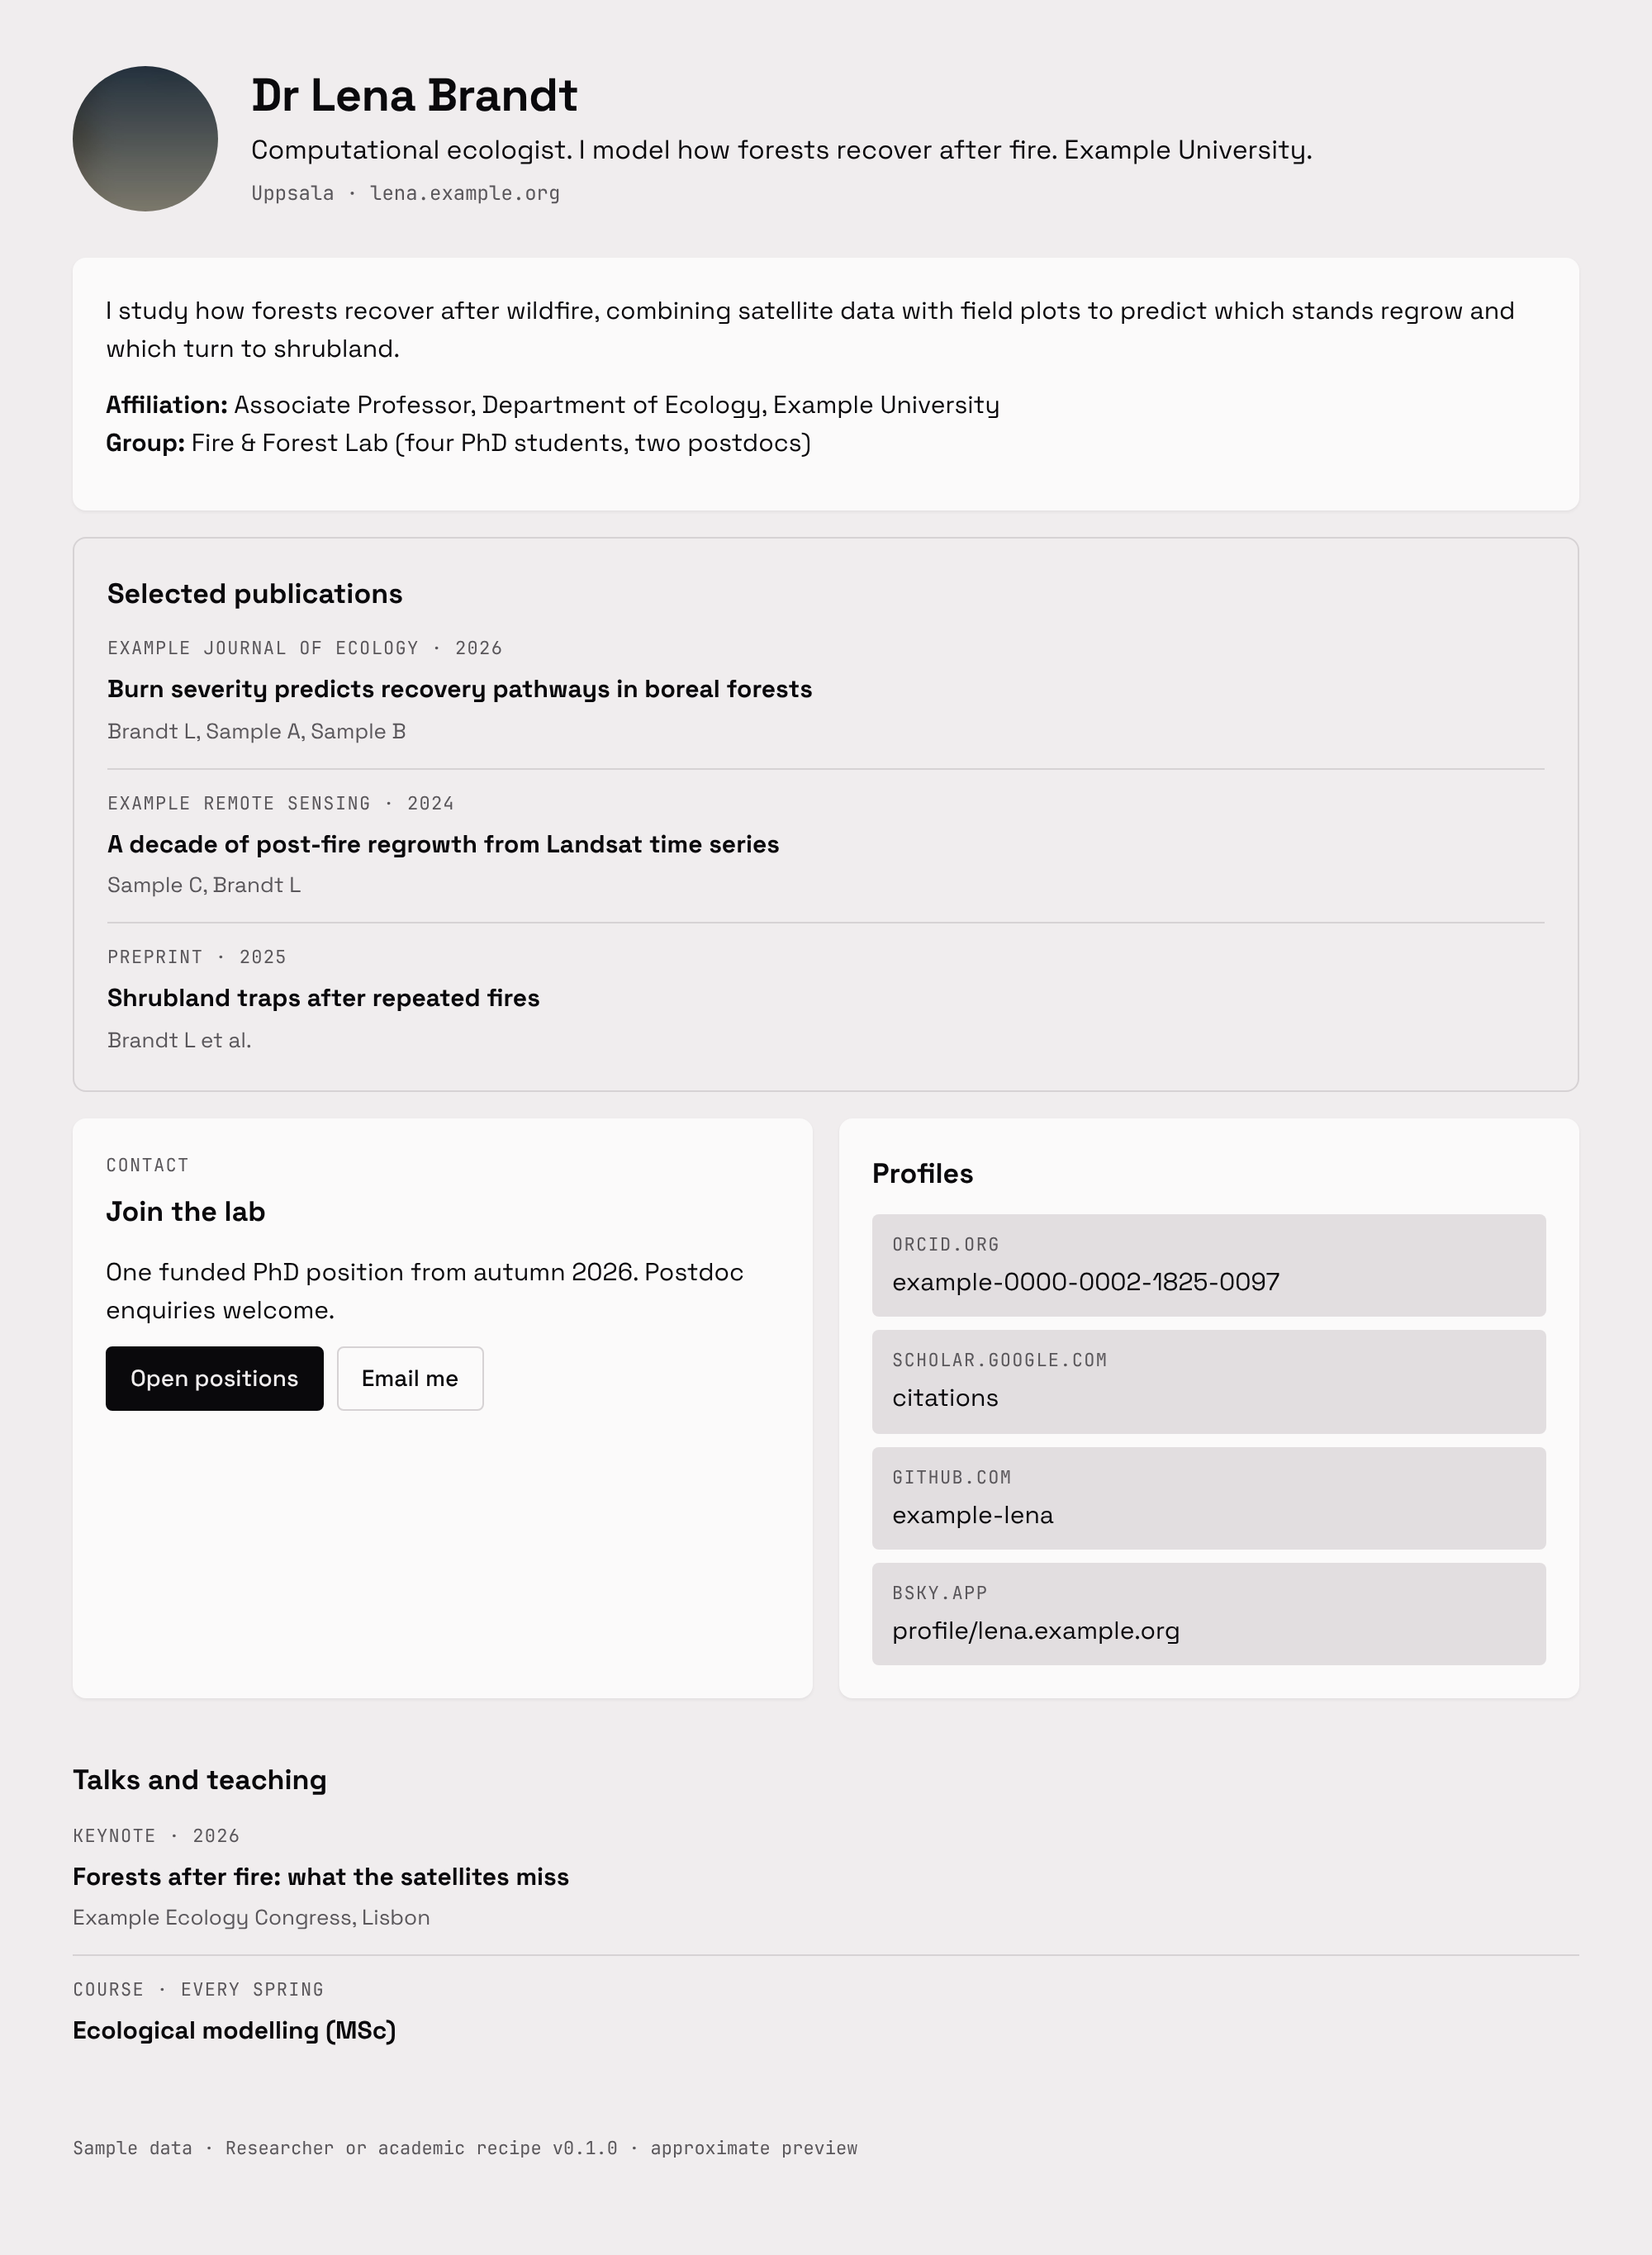 Dr Lena Brandt
Computational ecologist. I model how forests recover after fire. Example University.
Uppsala · lena.example.org
I study how forests recover after wildfire, combining satellite data with field plots to predict which stands regrow and
which turn to shrubland.
Affiliation: Associate Professor, Department of Ecology, Example University
Group: Fire & Forest Lab (four PhD students, two postdocs)
Selected publications
EXAMPLE JOURNAL OF ECOLOGY · 2026
Burn severity predicts recovery pathways in boreal forests
Brandt L, Sample A, Sample B
EXAMPLE REMOTE SENSING · 2024
A decade of post-fire regrowth from Landsat time series
Sample C, Brandt L
PREPRINT · 2025
Shrubland traps after repeated fires
Brandt L et al.
CONTACT
Join the lab
One funded PhD position from autumn 2026. Postdoc
enquiries welcome.
Open positions
Email me
Profiles
ORCID.ORG
example-0000-0002-1825-0097
SCHOLAR.GOOGLE.COM
citations
GITHUB.COM
example-lena
BSKY.APP
profile/lena.example.org
Talks and teaching
KEYNOTE · 2026
Forests after fire: what the satellites miss
Example Ecology Congress, Lisbon
COURSE · EVERY SPRING
Ecological modelling (MSc)
Sample data · Researcher or academic recipe v0.1.0 · approximate preview